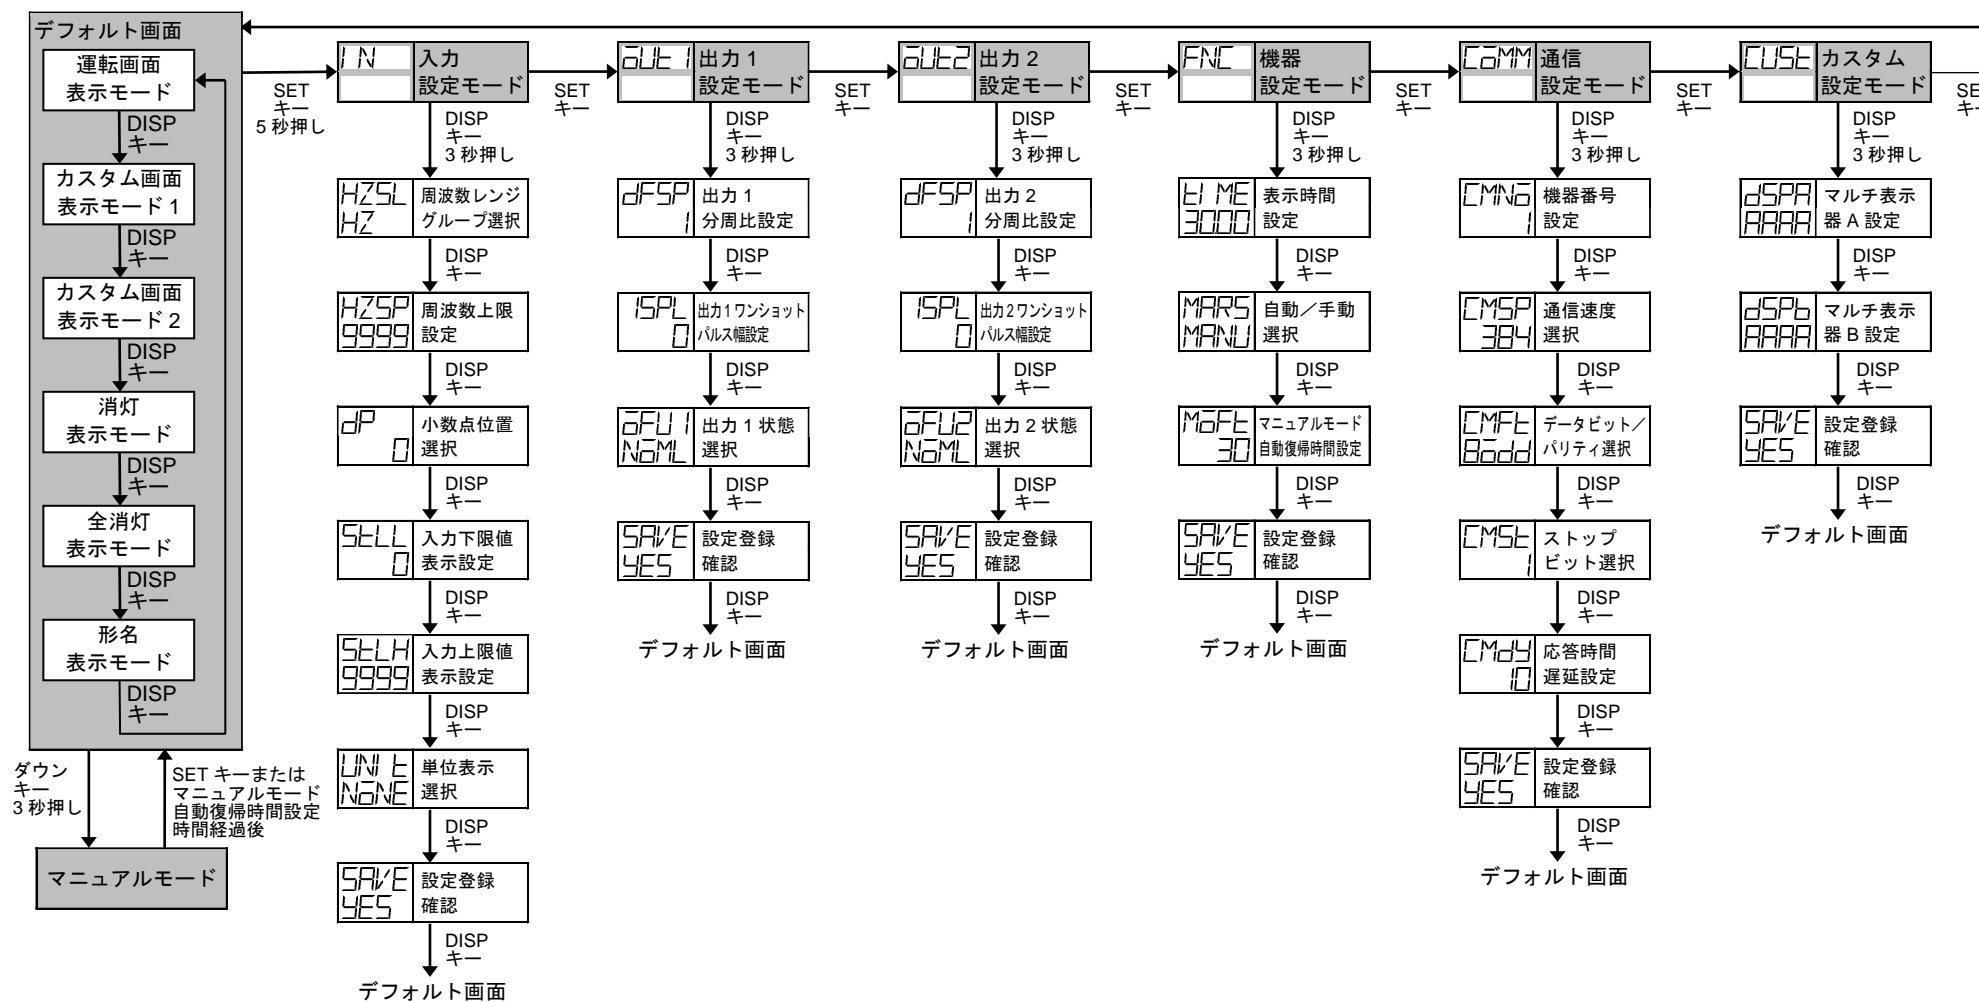 デフォルト画面
運転画面
表示モード
DISP
キー
カスタム画面
表示モード 1
DISP
キー
カスタム画面
表示モード 2
DISP
キー
消灯
表示モード
DISP
キー
全消灯
表示モード
DISP
キー
形名
表示モード
DISP
キー
ダウン
キー
3 秒押し
SET キーまたは
マニュアルモード
自動復帰時間設定
時間経過後
マニュアルモード
SET
キー
5 秒押し
IN 入力
設定モード
DISP
キー
3 秒押し
HZSL 周波数レンジ
HZ グループ選択
DISP
キー
HZSP 周波数上限
9999 設定
DISP
キー
dP 小数点位置
0 選択
DISP
キー
StLL 入力下限値
0 表示設定
DISP
キー
StLH 入力上限値
9999 表示設定
DISP
キー
UNIt 単位表示
NoNE 選択
DISP
キー
SAVE 設定登録
YES 確認
DISP
キー
デフォルト画面
SET
キー
oUt1 出力 1
設定モード
DISP
キー
3 秒押し
dFSP 出力 1
1 分周比設定
DISP
キー
1SPL 出力1ワンショット
0 パルス幅設定
DISP
キー
oFU1 出力 1 状態
NoML 選択
DISP
キー
SAVE 設定登録
YES 確認
DISP
キー
デフォルト画面
SET
キー
oUt2 出力 2
設定モード
DISP
キー
3 秒押し
dFSP 出力 2
1 分周比設定
DISP
キー
1SPL 出力2ワンショット
0 パルス幅設定
DISP
キー
oFU2 出力 2 状態
NoML 選択
DISP
キー
SAVE 設定登録
YES 確認
DISP
キー
デフォルト画面
SET
キー
FNC 機器
設定モード
DISP
キー
3 秒押し
tIME 表示時間
3000 設定
DISP
キー
MARS 自動／手動
MANU 選択
DISP
キー
MoFt マニュアルモード
30 自動復帰時間設定
DISP
キー
SAVE 設定登録
YES 確認
DISP
キー
デフォルト画面
SET
キー
CoMM 通信
設定モード
DISP
キー
3 秒押し
CMNo 機器番号
1 設定
DISP
キー
CMSP 通信速度
384 選択
DISP
キー
CMFt データビット／
8odd パリティ選択
DISP
キー
CMSt ストップ
1 ビット選択
DISP
キー
CMdY 応答時間
10 遅延設定
DISP
キー
SAVE 設定登録
YES 確認
DISP
キー
デフォルト画面
SET
キー
CUSt カスタム
設定モード
DISP
キー
3 秒押し
dSPA マルチ表示
AAAA 器 A 設定
DISP
キー
dSPb マルチ表示
AAAA 器 B 設定
DISP
キー
SAVE 設定登録
YES 確認
DISP
キー
デフォルト画面